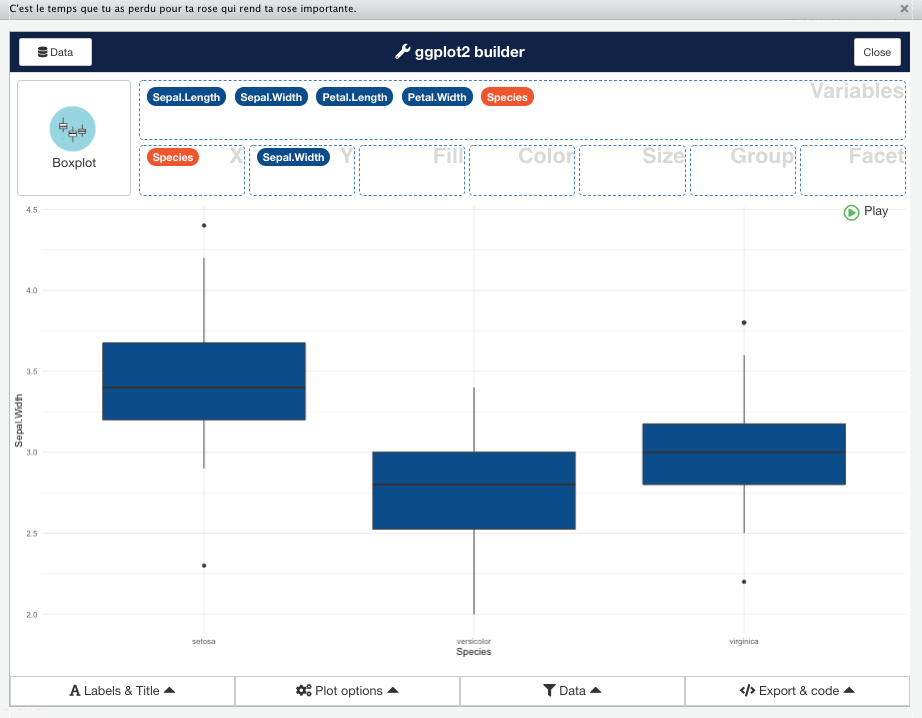 C'est le temps que tu as perdu pour ta rose qui rend ta rose importante.
Data
ggplot2 builder
Close
Boxplot
Sepal.Length Sepal.Width Petal.Length Petal.Width Species
Variables
Species X
Sepal.Width Y
Fill
Color
Size
Group
Facet
Play
4.5
4.0
3.5
3.0
2.5
2.0
Sepal.Width
setosa versicolor virginica
Species
Labels & Title
Plot options
Data
Export & code